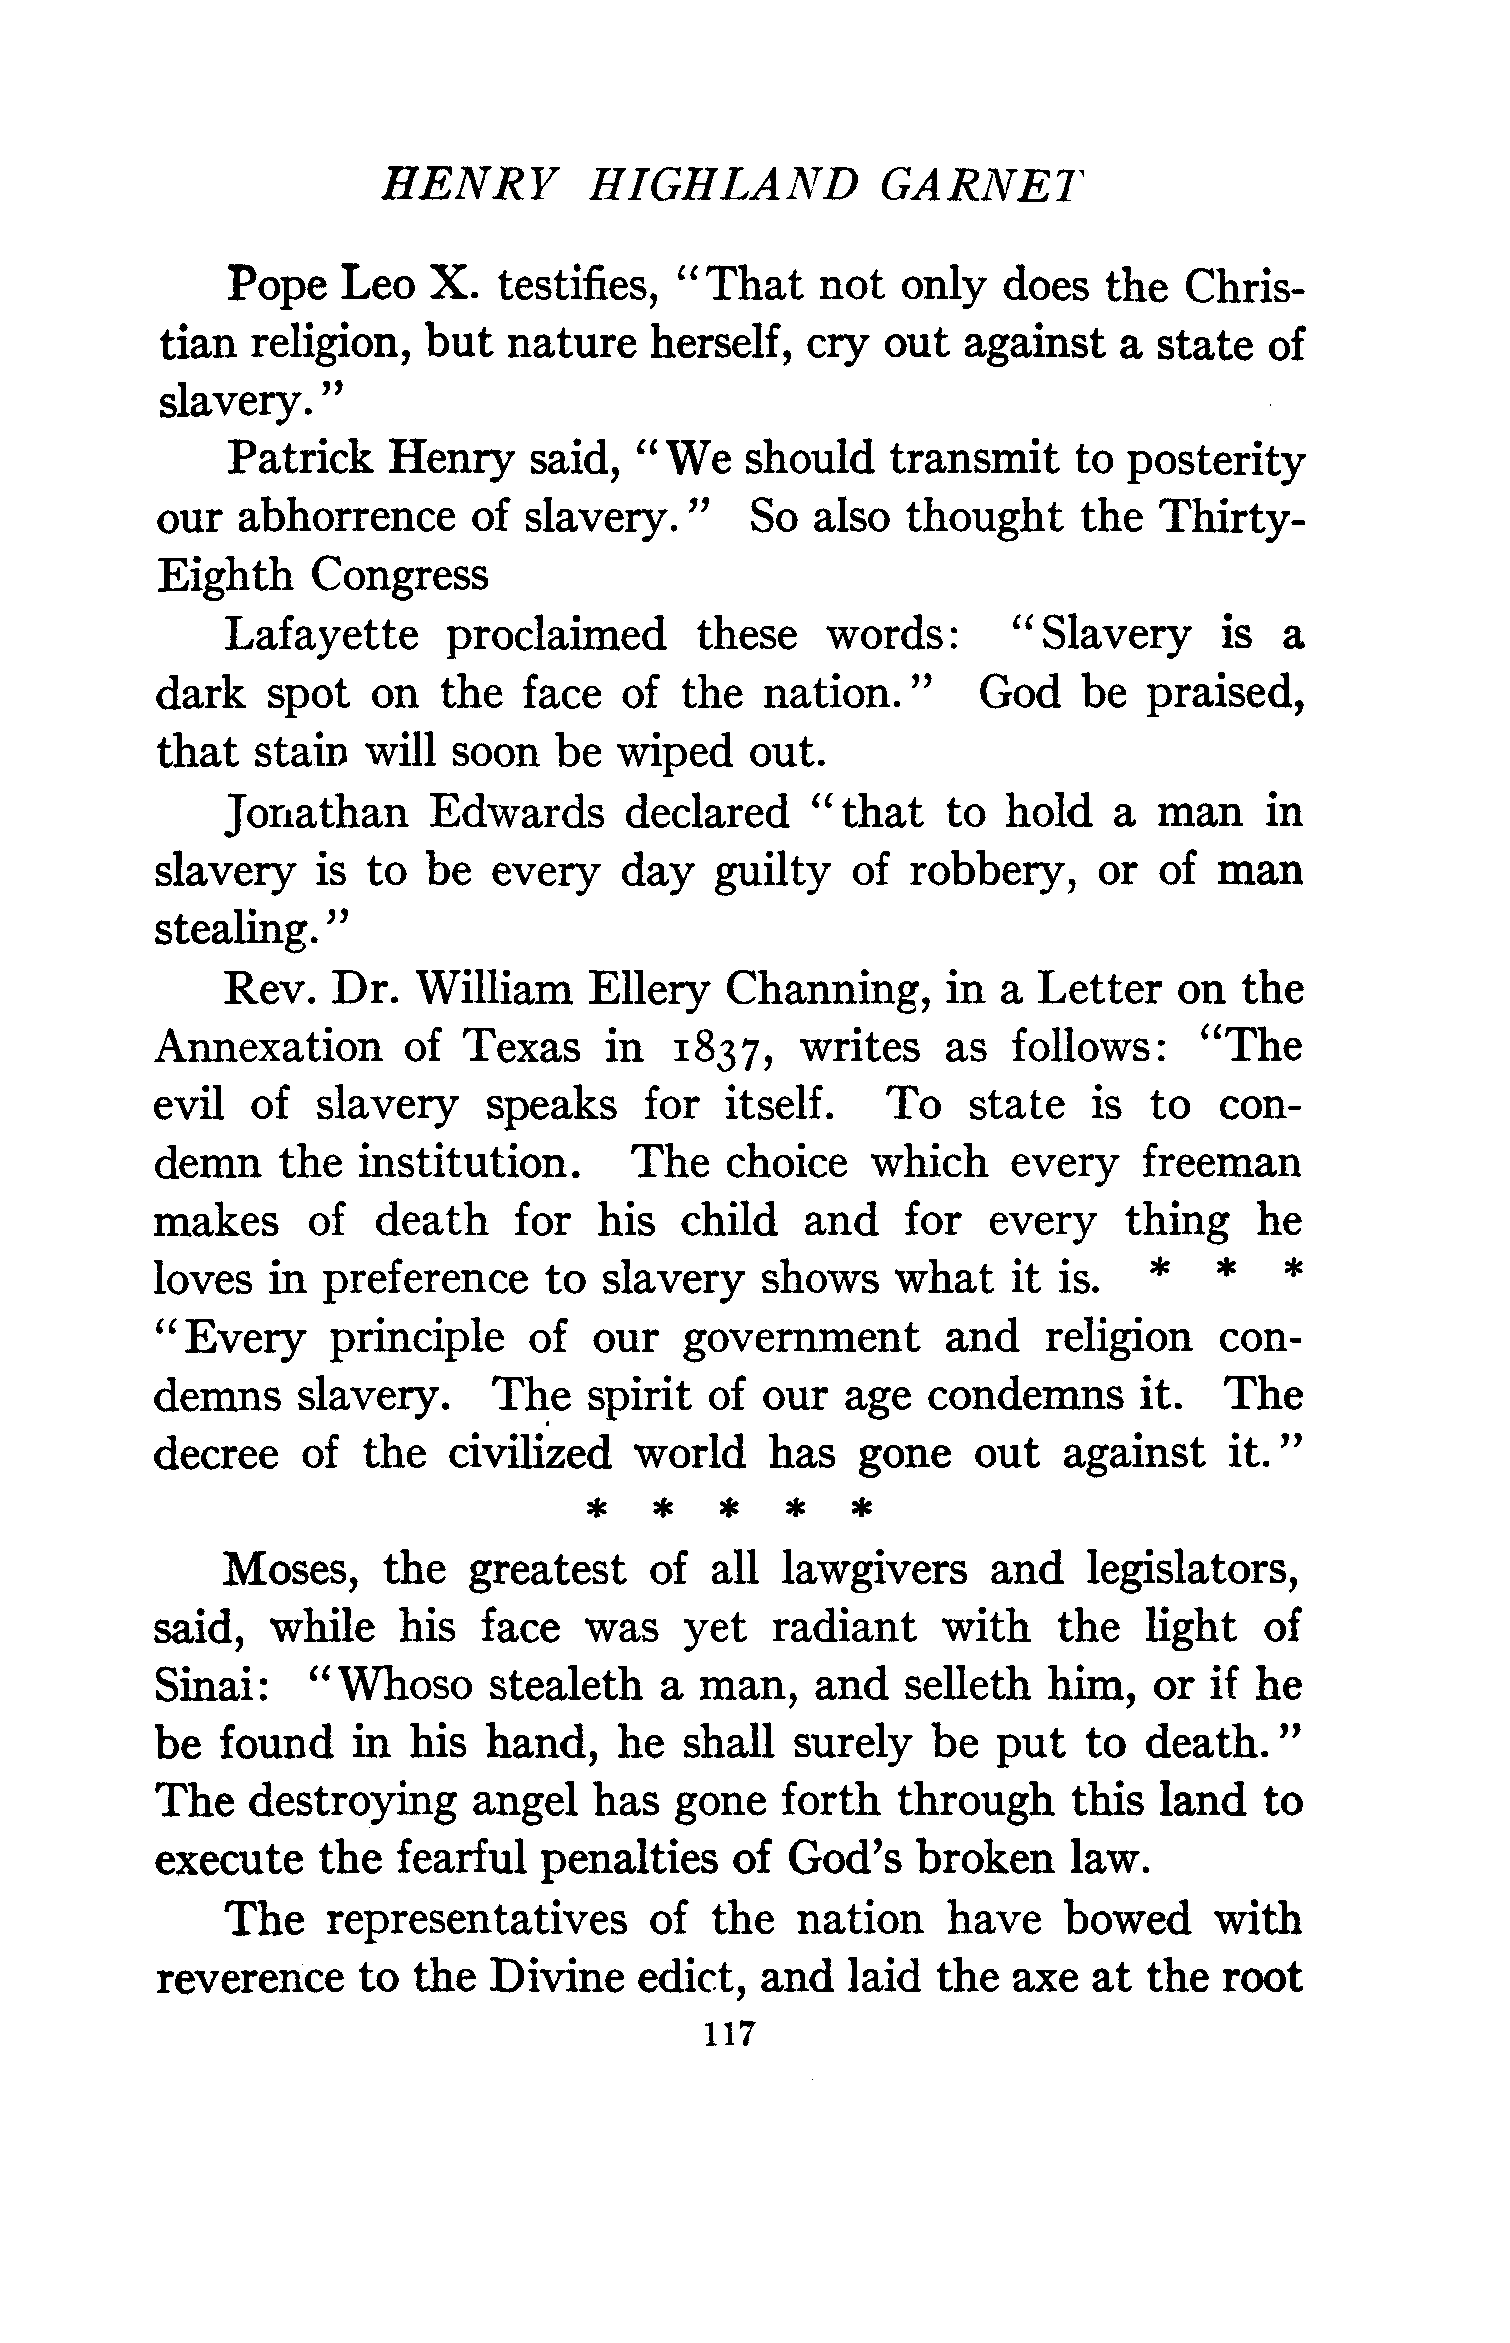 HENRY HIGHLAND GARNET
Pope Leo X. testifies, "That not only does the Chris-
tian religion, but nature herself, cry out against a state of
slavery."
Patrick Henry said, "We should transmit to posterity
our abhorrence of slavery." So also thought the Thirty-
Eighth Congress
Lafayette proclaimed these words: "Slavery is a
dark spot on the face of the nation." God be praised,
that stain will soon be wiped out.
Jonathan Edwards declared "that to hold a man in
slavery is to be every day guilty of robbery, or of man
stealing."
Rev. Dr. William Ellery Channing, in a Letter on the
Annexation of Texas in 1837, writes as follows: "The
evil of slavery speaks for itself. To state is to con-
demn the institution. The choice which every freeman
makes of death for his child and for every thing he
loves in preference to slavery shows what it is. * * *
"Every principle of our government and religion con-
demns slavery. The spirit of our age condemns it. The
decree of the civilized world has gone out against it."
* * * * *
Moses, the greatest of all lawgivers and legislators,
said, while his face was yet radiant with the light of
Sinai: "Whoso stealeth a man, and selleth him, or if he
be found in his hand, he shall surely be put to death."
The destroying angel has gone forth through this land to
execute the fearful penalties of God's broken law.
The representatives of the nation have bowed with
reverence to the Divine edict, and laid the axe at the root
117